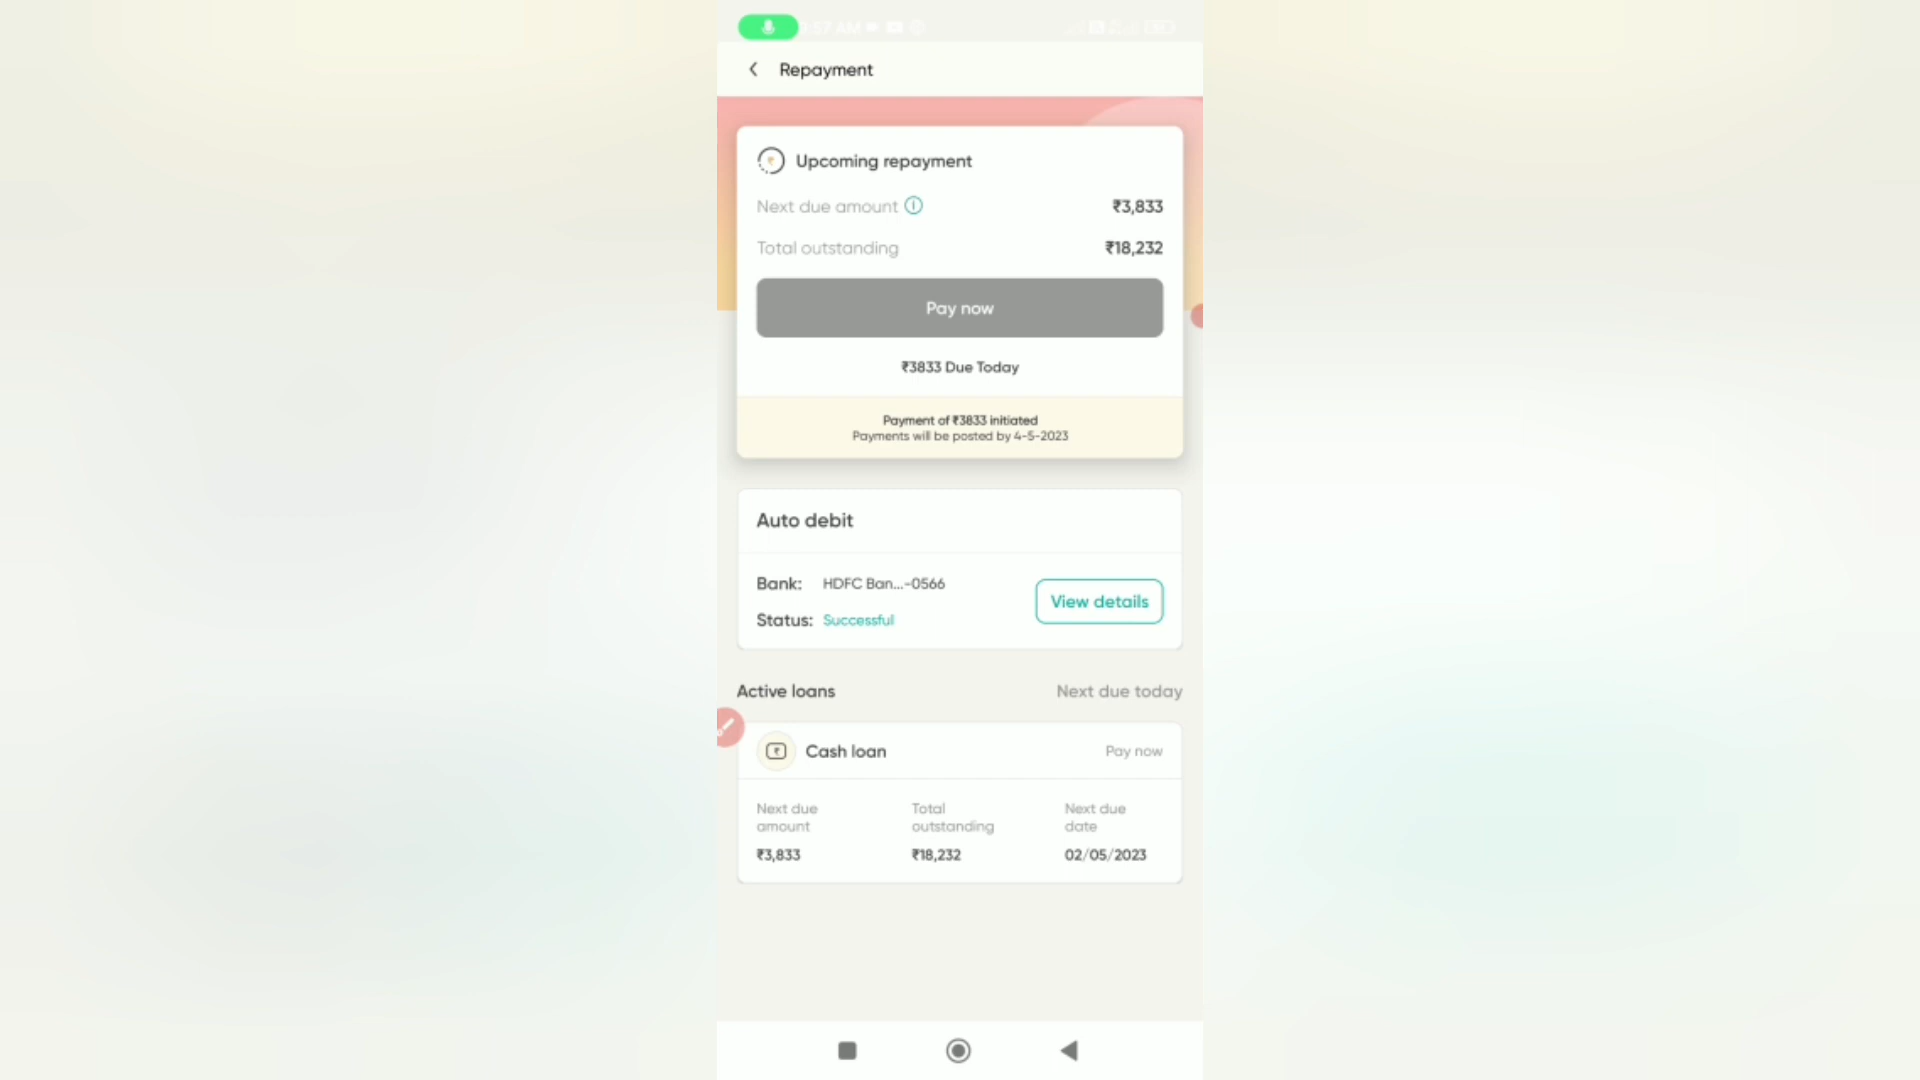 Repayment
Upcoming repayment
Next due amount ₹3,833
Total outstanding ₹18,232
Pay now
₹3833 Due Today
Payment of ₹3833 initiated
Payments will be posted by 4-5-2023
Auto debit
Bank: HDFC Ban...-0566
View details
Status: Successful
Active loans Next due today
Cash loan Pay now
Next due amount
Total outstanding
Next due date
₹3,833 ₹18,232 02/05/2023